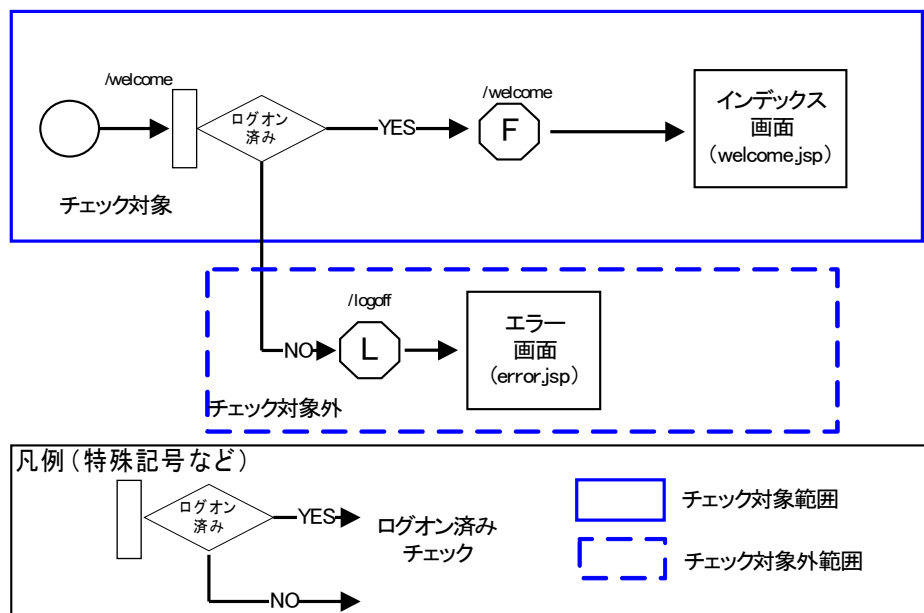 /welcome
ログオン
済み
YES
/welcome
F
インデックス
画面
(welcome.jsp)
チェック対象
/logoff
NO
L
エラー
画面
(error.jsp)
チェック対象外
凡例(特殊記号など)
ログオン
済み
YES
NO
ログオン済み
チェック
チェック対象範囲
チェック対象外範囲